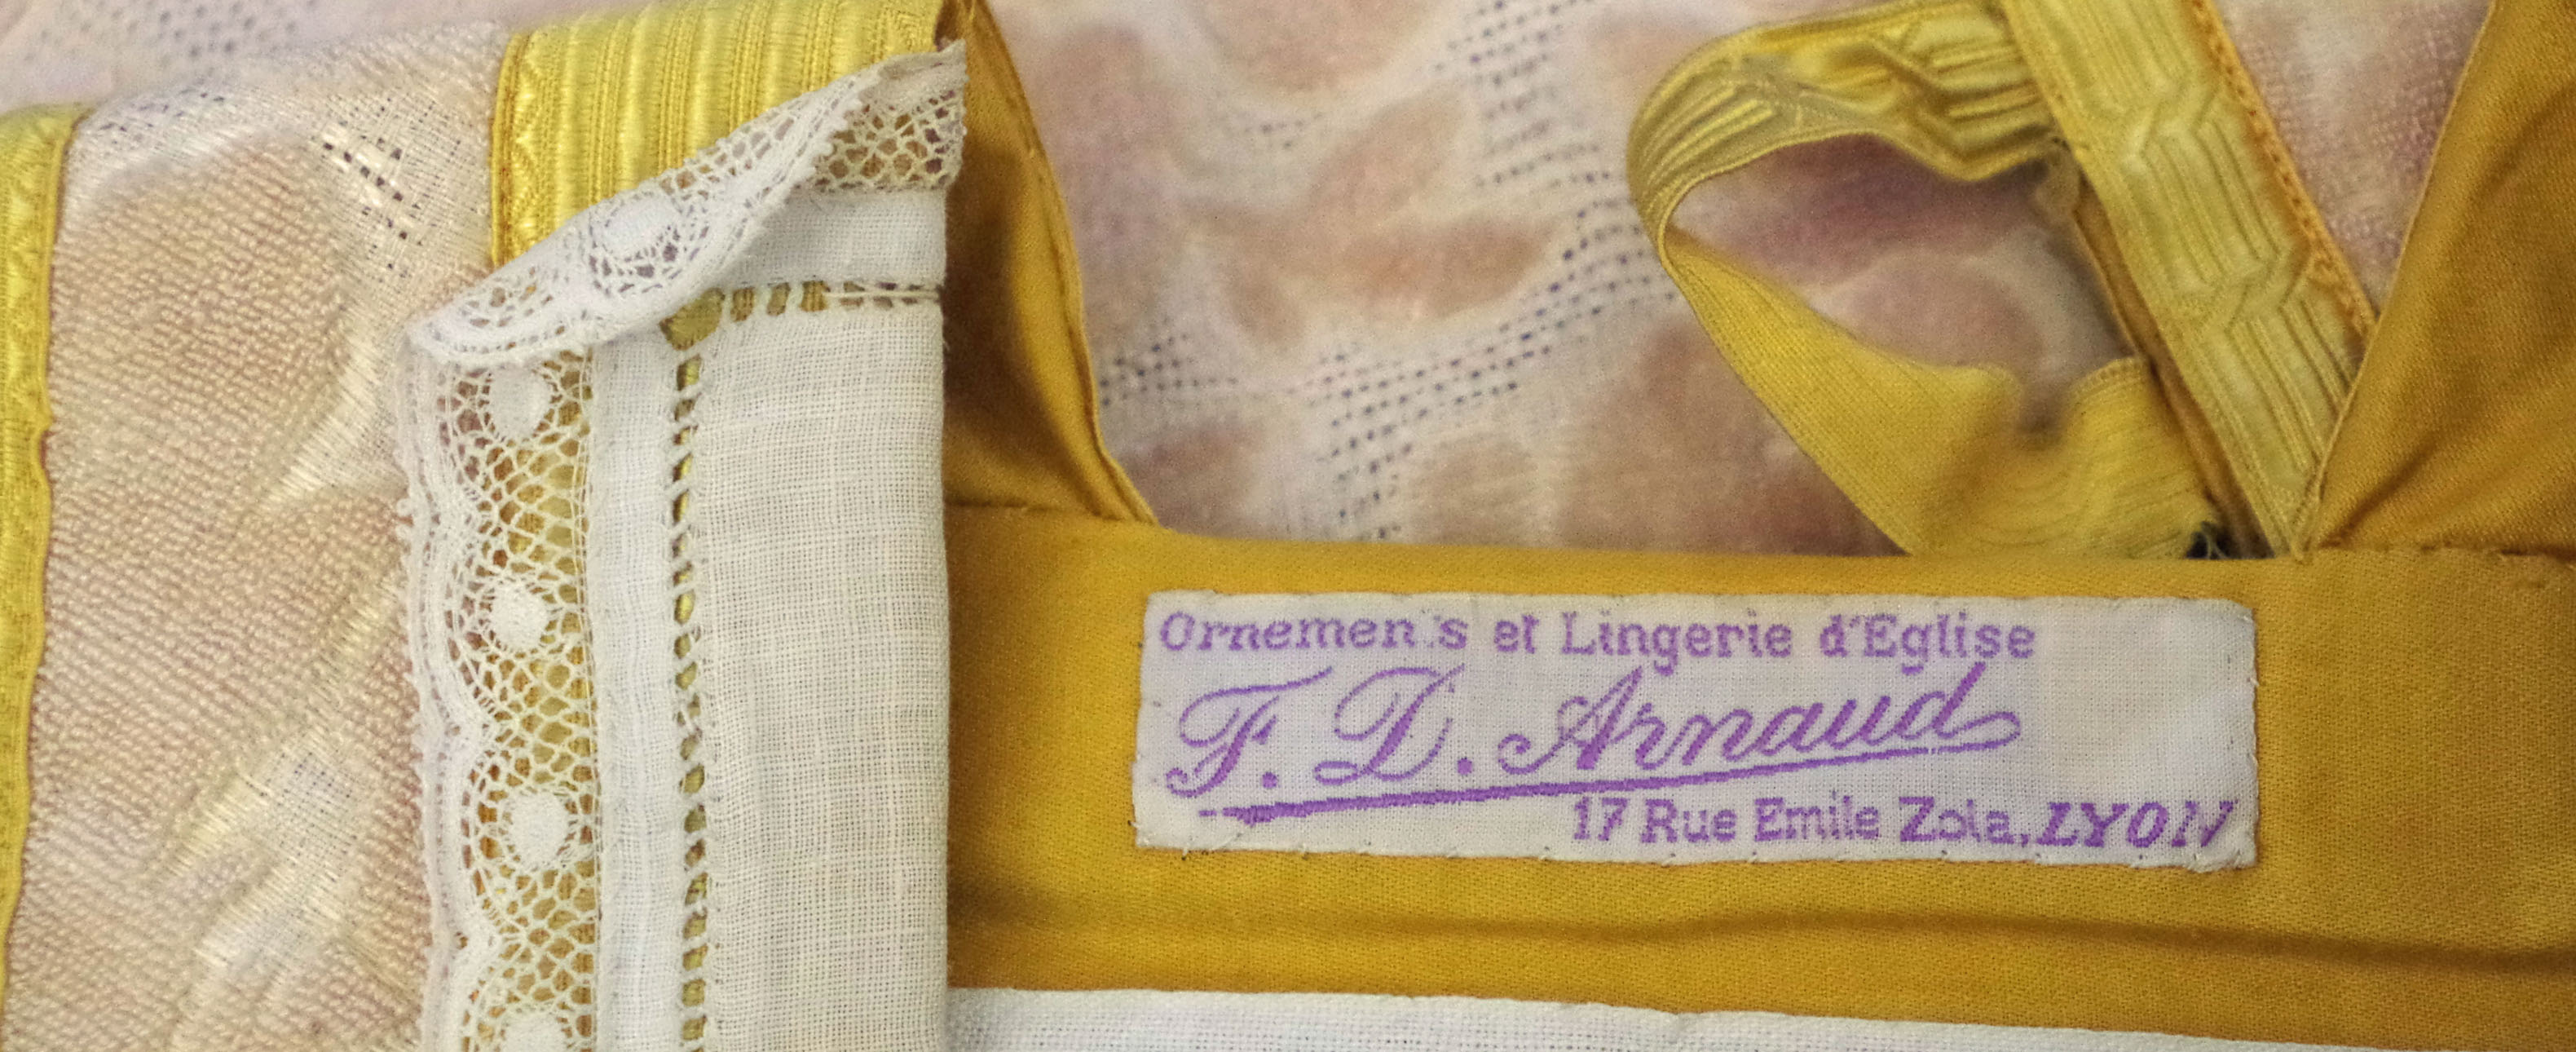 Ornemen s et Lingerie d'Eglise
F. D. Arnaud
17 Rue Emile Zola, LYON